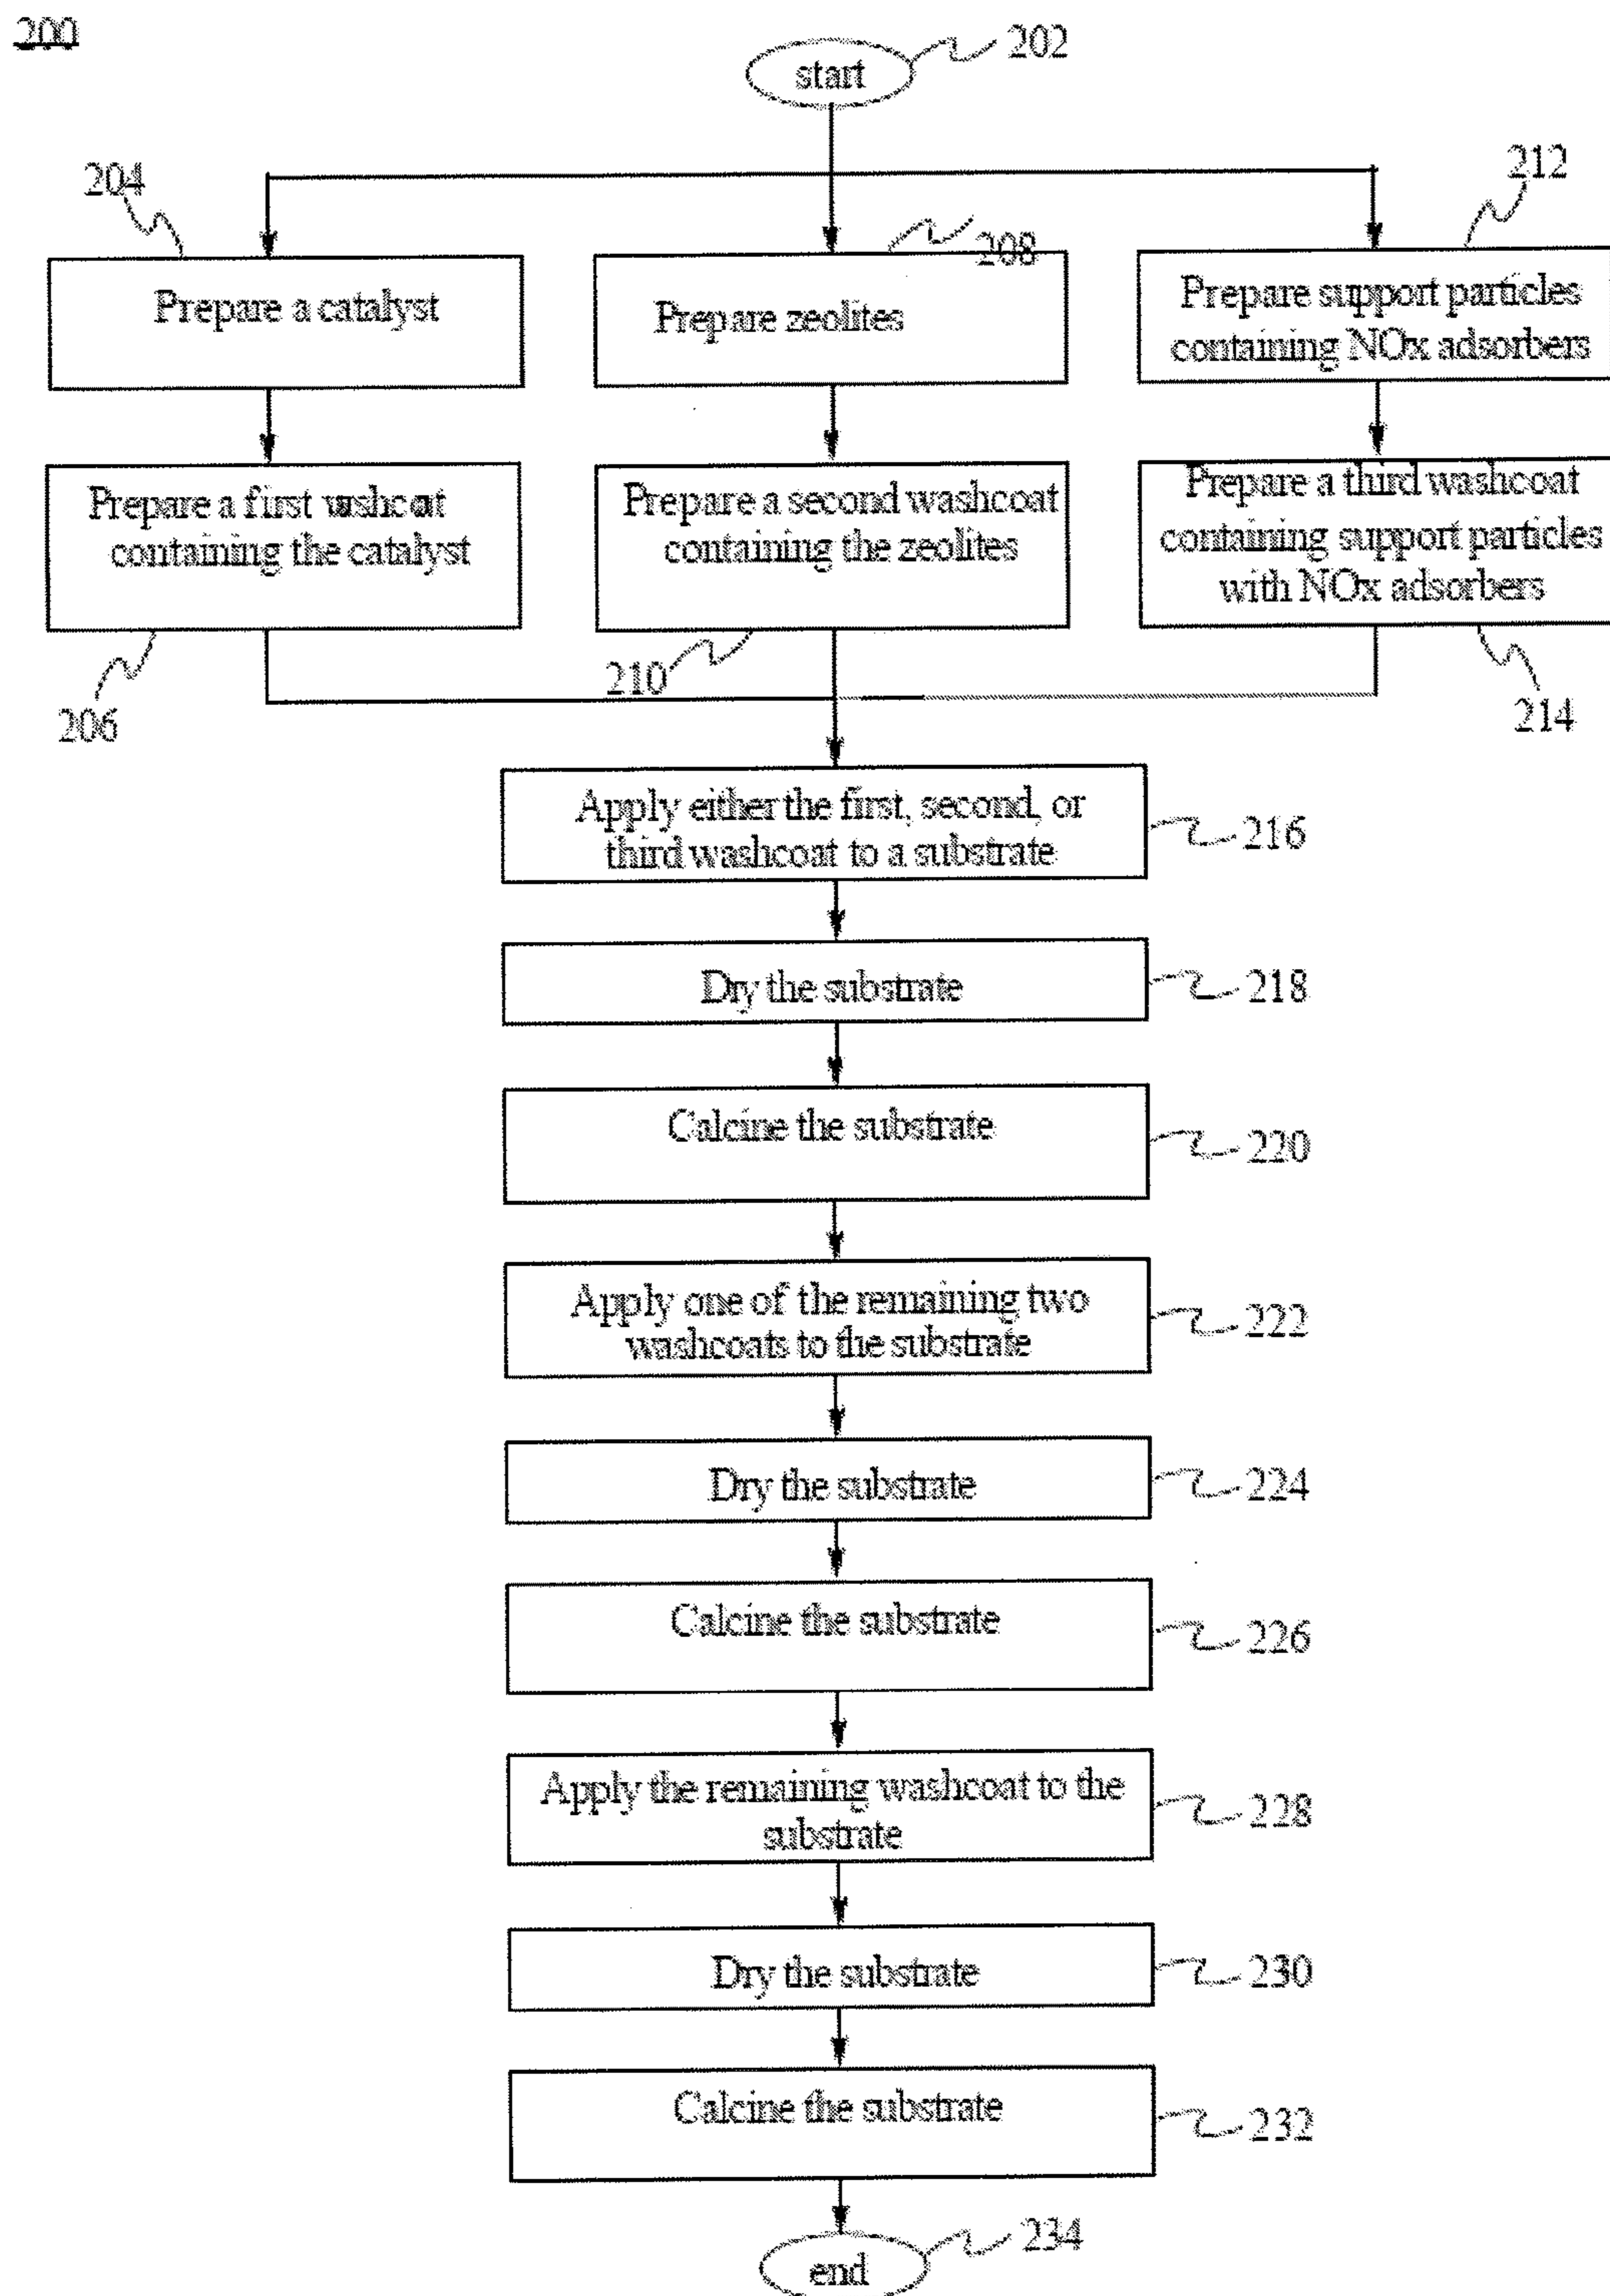 200
start
202
204
208
212
Prepare a catalyst
Prepare zeolites
Prepare support particles
containing NOx adsorbers
Prepare a first washcoat
containing the catalyst
Prepare a second washcoat
containing the zeolites
Prepare a third washcoat
containing support particles
with NOx adsorbers
206
210
214
Apply either the first, second, or
third washcoat to a substrate
216
Dry the substrate
218
Calcine the substrate
220
Apply one of the remaining two
washcoats to the substrate
222
Dry the substrate
224
Calcine the substrate
226
Apply the remaining washcoat to the
substrate
228
Dry the substrate
230
Calcine the substrate
232
end
234